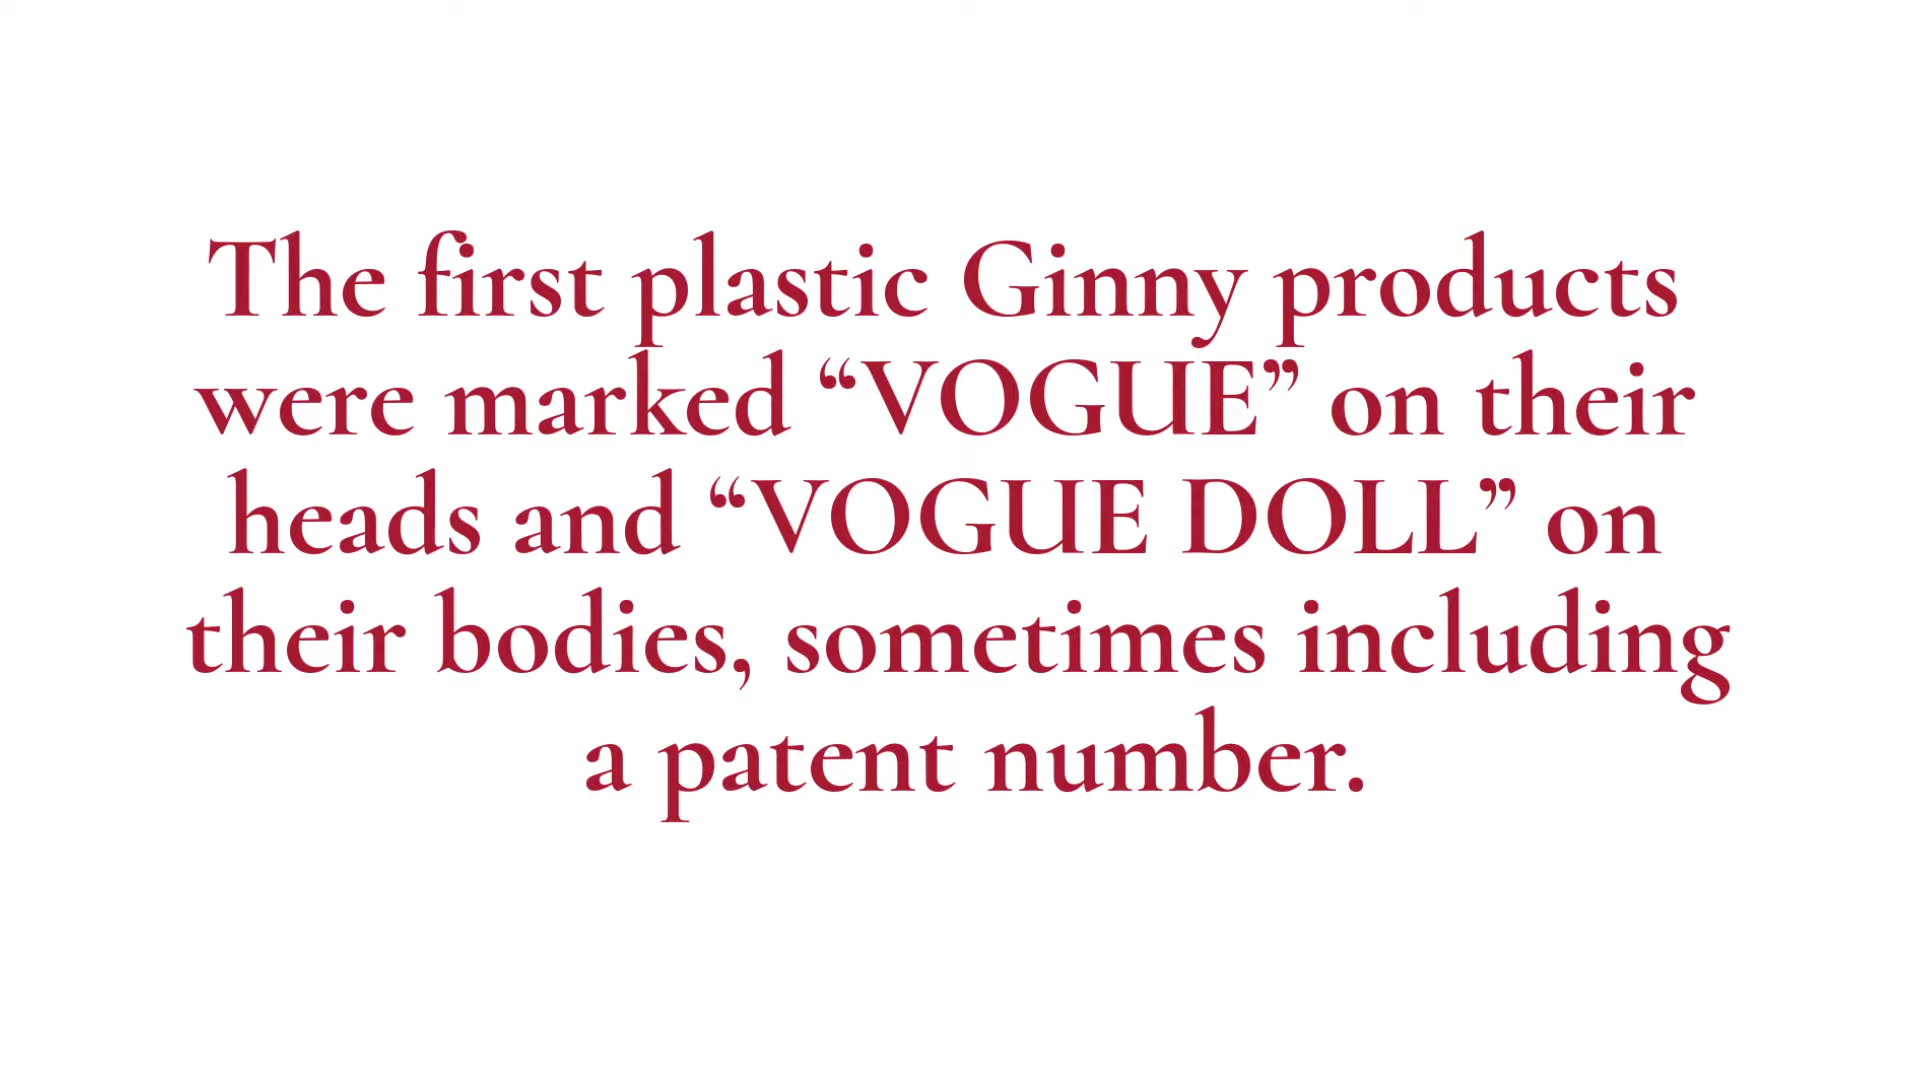 The first plastic Ginny products
were marked “VOGUE” on their
heads and “VOGUE DOLL” on
their bodies, sometimes including
a patent number.